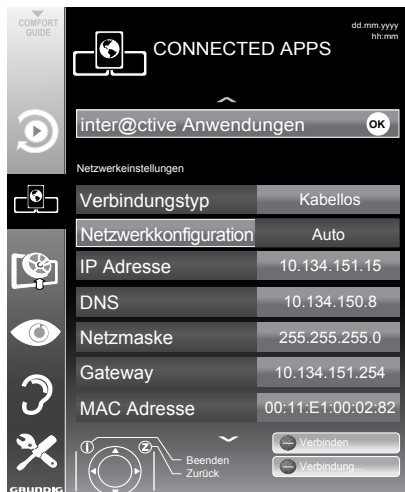 COMFORT
GUIDE
CONNECTED APPS
dd.mm.yyyy
hh:mm
inter@ctive Anwendungen OK
Netzwerkeinstellungen
Verbindungstyp Kabellos
Netzwerkkonfiguration Auto
IP Adresse 10.134.151.15
DNS 10.134.150.8
Netzmaske 255.255.255.0
Gateway 10.134.151.254
MAC Adresse 00:11:E1:00:02:82
1 2
Beenden
Zurück
Verbinden
Verbindung...
GRUNDIG